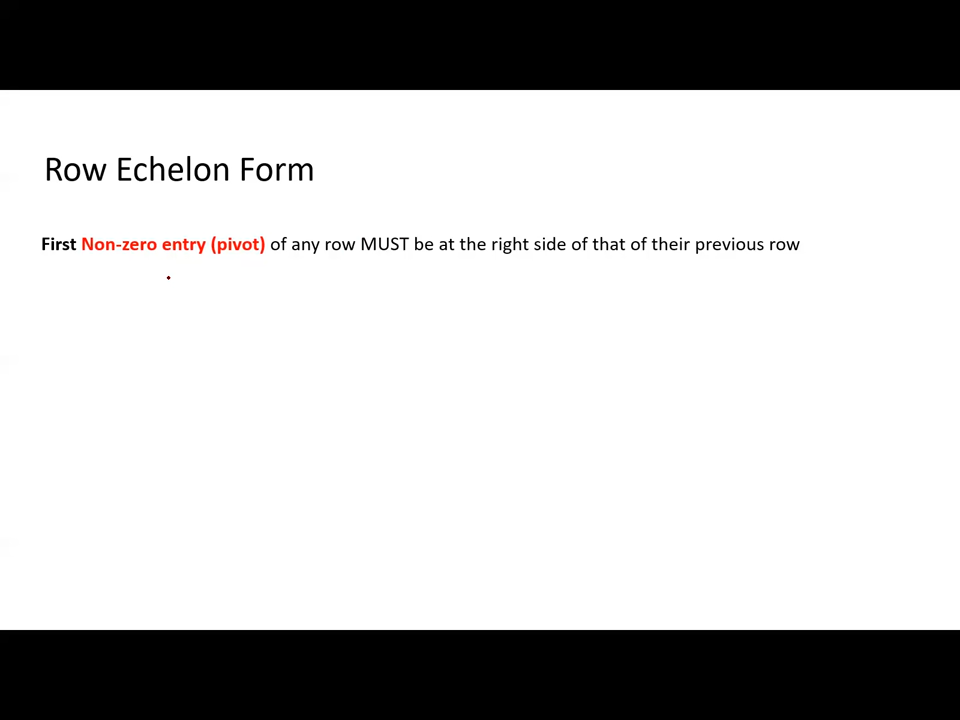 Row Echelon Form
First Non-zero entry (pivot) of any row MUST be at the right side of that of their previous row